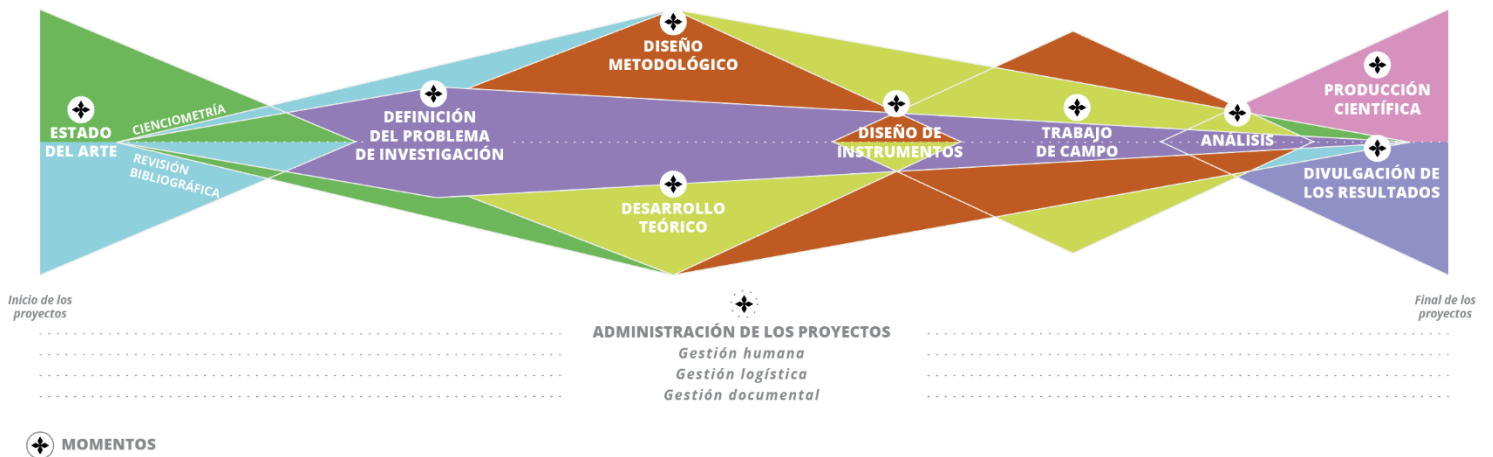 ESTADO
DEL ARTE
CIENCIOMETRÍA
REVISIÓN
BIBLIOGRÁFICA
DEFINICIÓN
DEL PROBLEMA
DE INVESTIGACIÓN
DISEÑO
METODOLÓGICO
DESARROLLO
TEÓRICO
DISEÑO DE
INSTRUMENTOS
TRABAJO
DE CAMPO
ANÁLISIS
PRODUCCIÓN
CIENTÍFICA
DIVULGACIÓN DE
LOS RESULTADOS
Inicio de los
proyectos
Final de los
proyectos
ADMINISTRACIÓN DE LOS PROYECTOS
Gestión humana
Gestión logística
Gestión documental
MOMENTOS